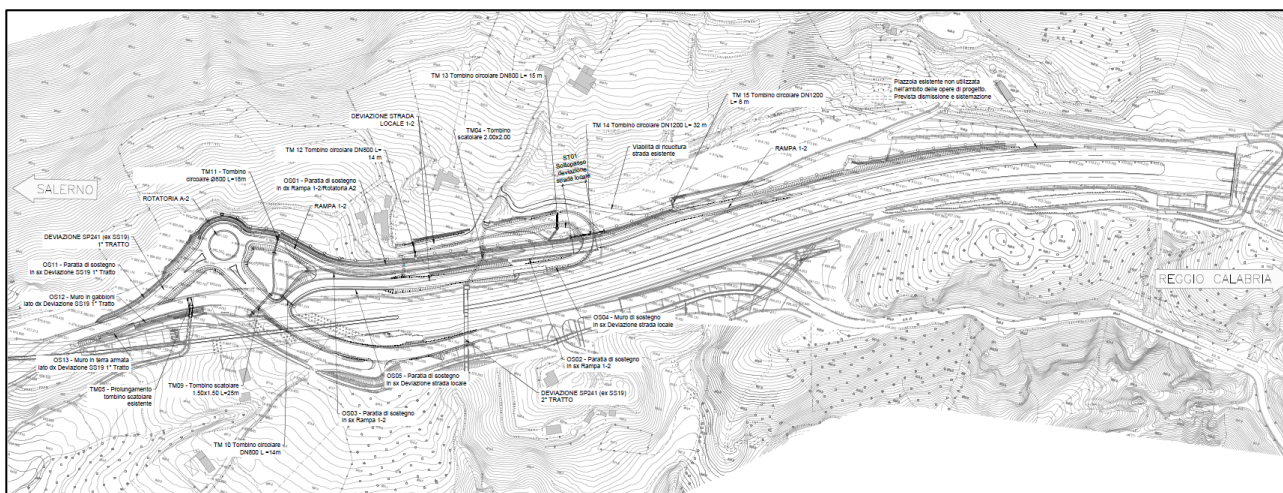 TM 13 Tombino circolare DN800 L= 15 m
Piazzola esistente non utilizzata
nell'ambito delle opere di progetto.
Prevista dismissione e sistemazione
TM 15 Tombino circolare DN1200
L= 8 m
DEVIAZIONE STRADA
LOCALE 1-2
TM04 - Tombino
scatolare 2.00x2.00
TM 14 Tombino circolare DN1200 L= 32 m
TM 12 Tombino circolare DN800 L=
14 m
ST01
Sottopasso
deviazione
strada locale
Viabilità di ricucitura
strada esistente
RAMPA 1-2
TM11 - Tombino
circolare Ø800 L=18m
OS01 - Paratia di sostegno
in dx Rampa 1-2/Rotatoria A2
SALERNO
ROTATORIA A-2
RAMPA 1-2
DEVIAZIONE SP241 (ex SS19)
1° TRATTO
OS11 - Paratia di sostegno
in sx Deviazione SS19 1° Tratto
REGGIO CALABRIA
OS12 - Muro in gabbioni
lato dx Deviazione SS19 1° Tratto
OS04 - Muro di sostegno
in sx Deviazione strada locale
OS13 - Muro in terra armata
lato dx Deviazione SS19 1° Tratto
OS02 - Paratia di sostegno
in sx Rampa 1-2
OS05 - Paratia di sostegno
in sx Deviazione strada locale
TM05 - Prolungamento
tombino scatolare
esistente
TM09 - Tombino scatolare
1.50x1.50 L=25m
DEVIAZIONE SP241 (ex SS19)
2° TRATTO
OS03 - Paratia di sostegno
in sx Rampa 1-2
TM 10 Tombino circolare
DN800 L =14m